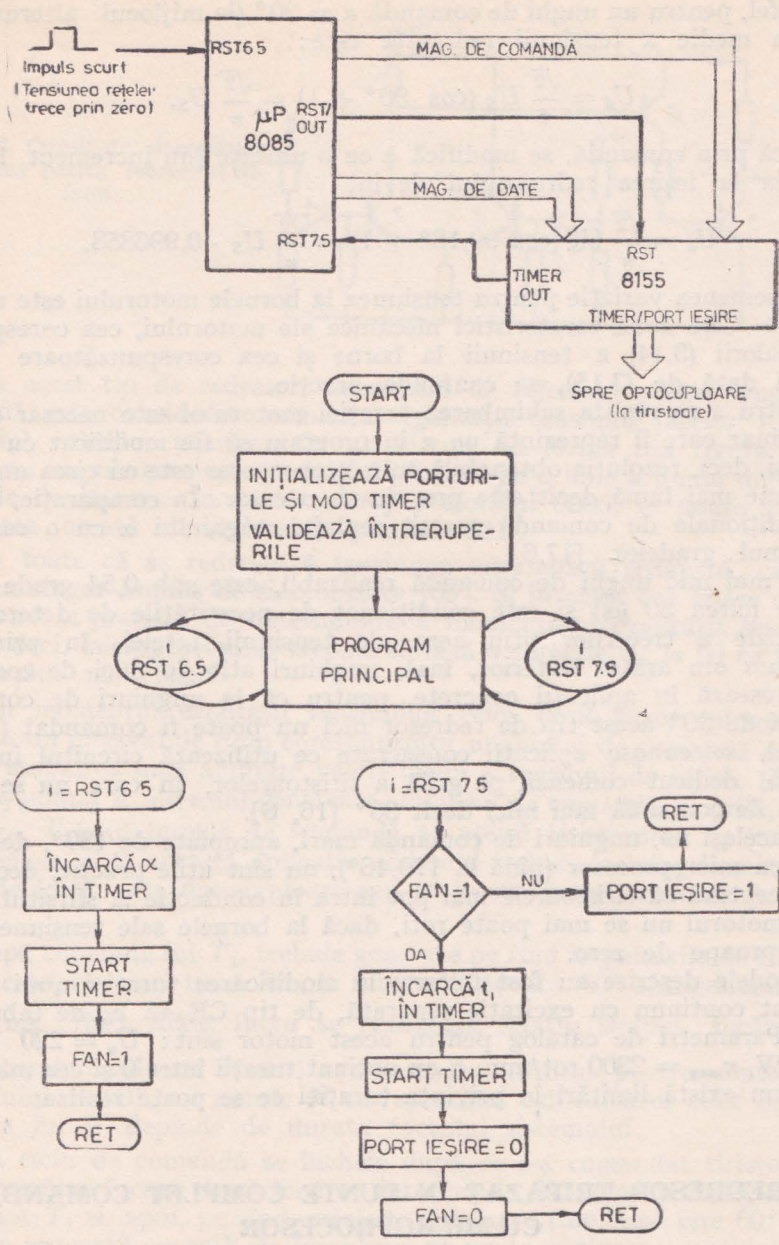 Impuls scurt
(Tensiunea rețelei
trece prin zero)
RST6.5
MAG. DE COMANDĂ
μP
8085
RST/
OUT
MAG. DE DATE
RST7.5
TIMER
OUT
RST
8155
TIMER/PORT IEȘIRE
SPRE OPTOCUPLOARE
(la tiristoare)
START
INIȚIALIZEAZĂ PORTURI-
LE ȘI MOD TIMER
VALIDEAZĂ ÎNTRERUPE-
RILE
RST 6.5
PROGRAM
PRINCIPAL
RST 7.5
RST 6.5
ÎNCARCĂ α
ÎN TIMER
START
TIMER
FAN=1
RET
RST 7.5
FAN=1
NU
PORT IEȘIRE=1
RET
DA
ÎNCARCĂ t₁
ÎN TIMER
START TIMER
PORT IEȘIRE=0
FAN=0
RET